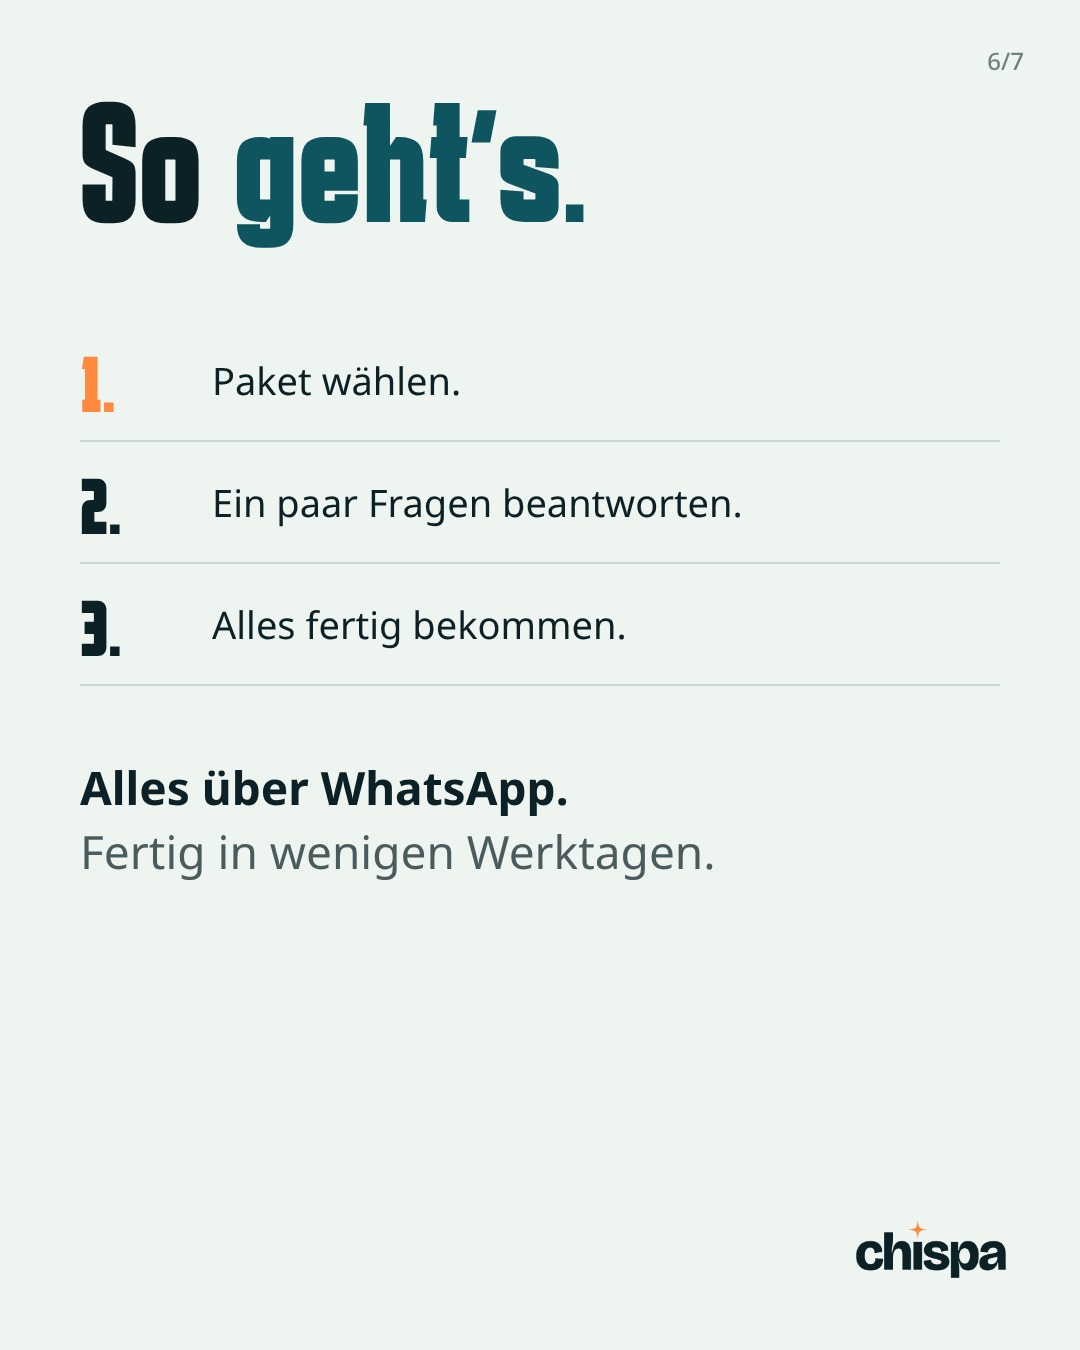 6/7
So geht’s.
1. Paket wählen.
2. Ein paar Fragen beantworten.
3. Alles fertig bekommen.
Alles über WhatsApp.
Fertig in wenigen Werktagen.
chispa